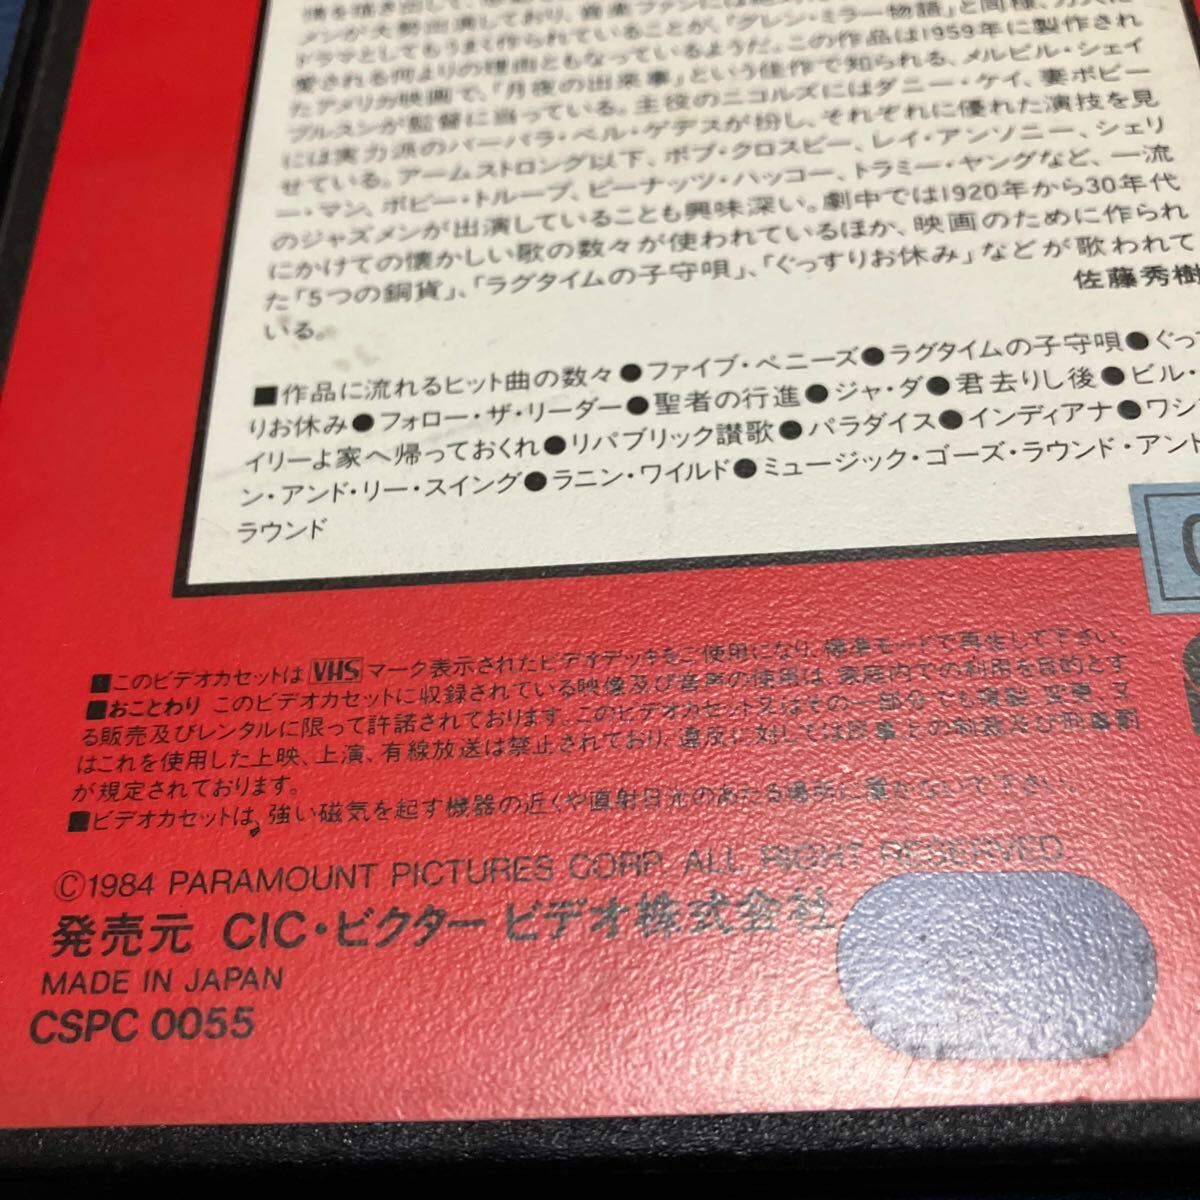 メンが大勢出演しており、音楽ファンには
ドラマとしてもうまく作られていることが、「グレン・ミラー物語」と同様、万人に
愛される何よりの理由ともなっているようだ。この作品は1959年に製作され
たアメリカ映画で、「月夜の出来事」という佳作で知られる、メルビル・シェイ
ブルスンが監督に当っている。主役のニコルズにはダニー・ケイ、妻ボビー
には実力派のバーバラ・ベル・ゲデスが扮し、それぞれに優れた演技を見
せている。アームストロング以下、ボブ・クロスビー、レイ・アンソニー、シェリ
ー・マン、ボビー・トループ、ピーナッツ・ハッコー、トラミー・ヤングなど、一流
のジャズメンが出演していることも興味深い。劇中では1920年から30年代
にかけての懐かしい歌の数々が使われているほか、映画のために作られ
た「5つの銅貨」、「ラグタイムの子守唄」、「ぐっすりお休み」などが歌われて
いる。
佐藤秀樹
■作品に流れるヒット曲の数々●ファイブ・ペニーズ●ラグタイムの子守唄●ぐっす
りお休み●フォロー・ザ・リーダー●聖者の行進●ジャ・ダ●君去りし後●ビル・
イリーよ家へ帰っておくれ●リパブリック讃歌●パラダイス●インディアナ●ワシ
ン・アンド・リー・スイング●ラニン・ワイルド●ミュージック・ゴーズ・ラウンド・アンド
ラウンド
■このビデオカセットは VHS マーク表示されたビデオデッキをご使用になり、標準モードで再生して下さい。
■おことわり このビデオカセットに収録されている映像及び音声の使用は、家庭内での利用を目的とす
る販売及びレンタルに限って許諾されております。このビデオカセット又はその一部分でも複製、変更、又
はこれを使用した上映、上演、有線放送は禁止されており、違反に対しては民事上の制裁及び刑事罰
が規定されております。
■ビデオカセットは、強い磁気を起す機器の近くや直射日光のあたる場所に置かないで下さい。
©1984 PARAMOUNT PICTURES CORP. ALL RIGHT RESERVED.
発売元 CIC・ビクター ビデオ株式会社
MADE IN JAPAN
CSPC 0055